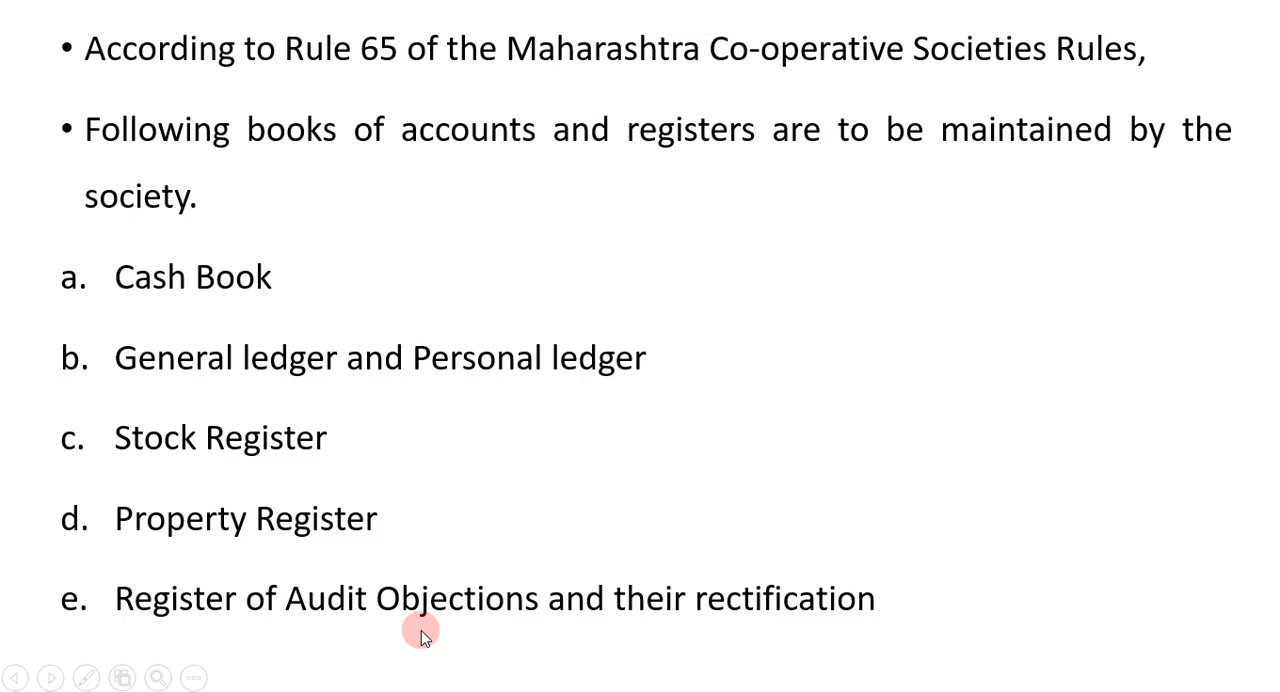 • According to Rule 65 of the Maharashtra Co-operative Societies Rules,
• Following books of accounts and registers are to be maintained by the
society.
a. Cash Book
b. General ledger and Personal ledger
c. Stock Register
d. Property Register
e. Register of Audit Objections and their rectification